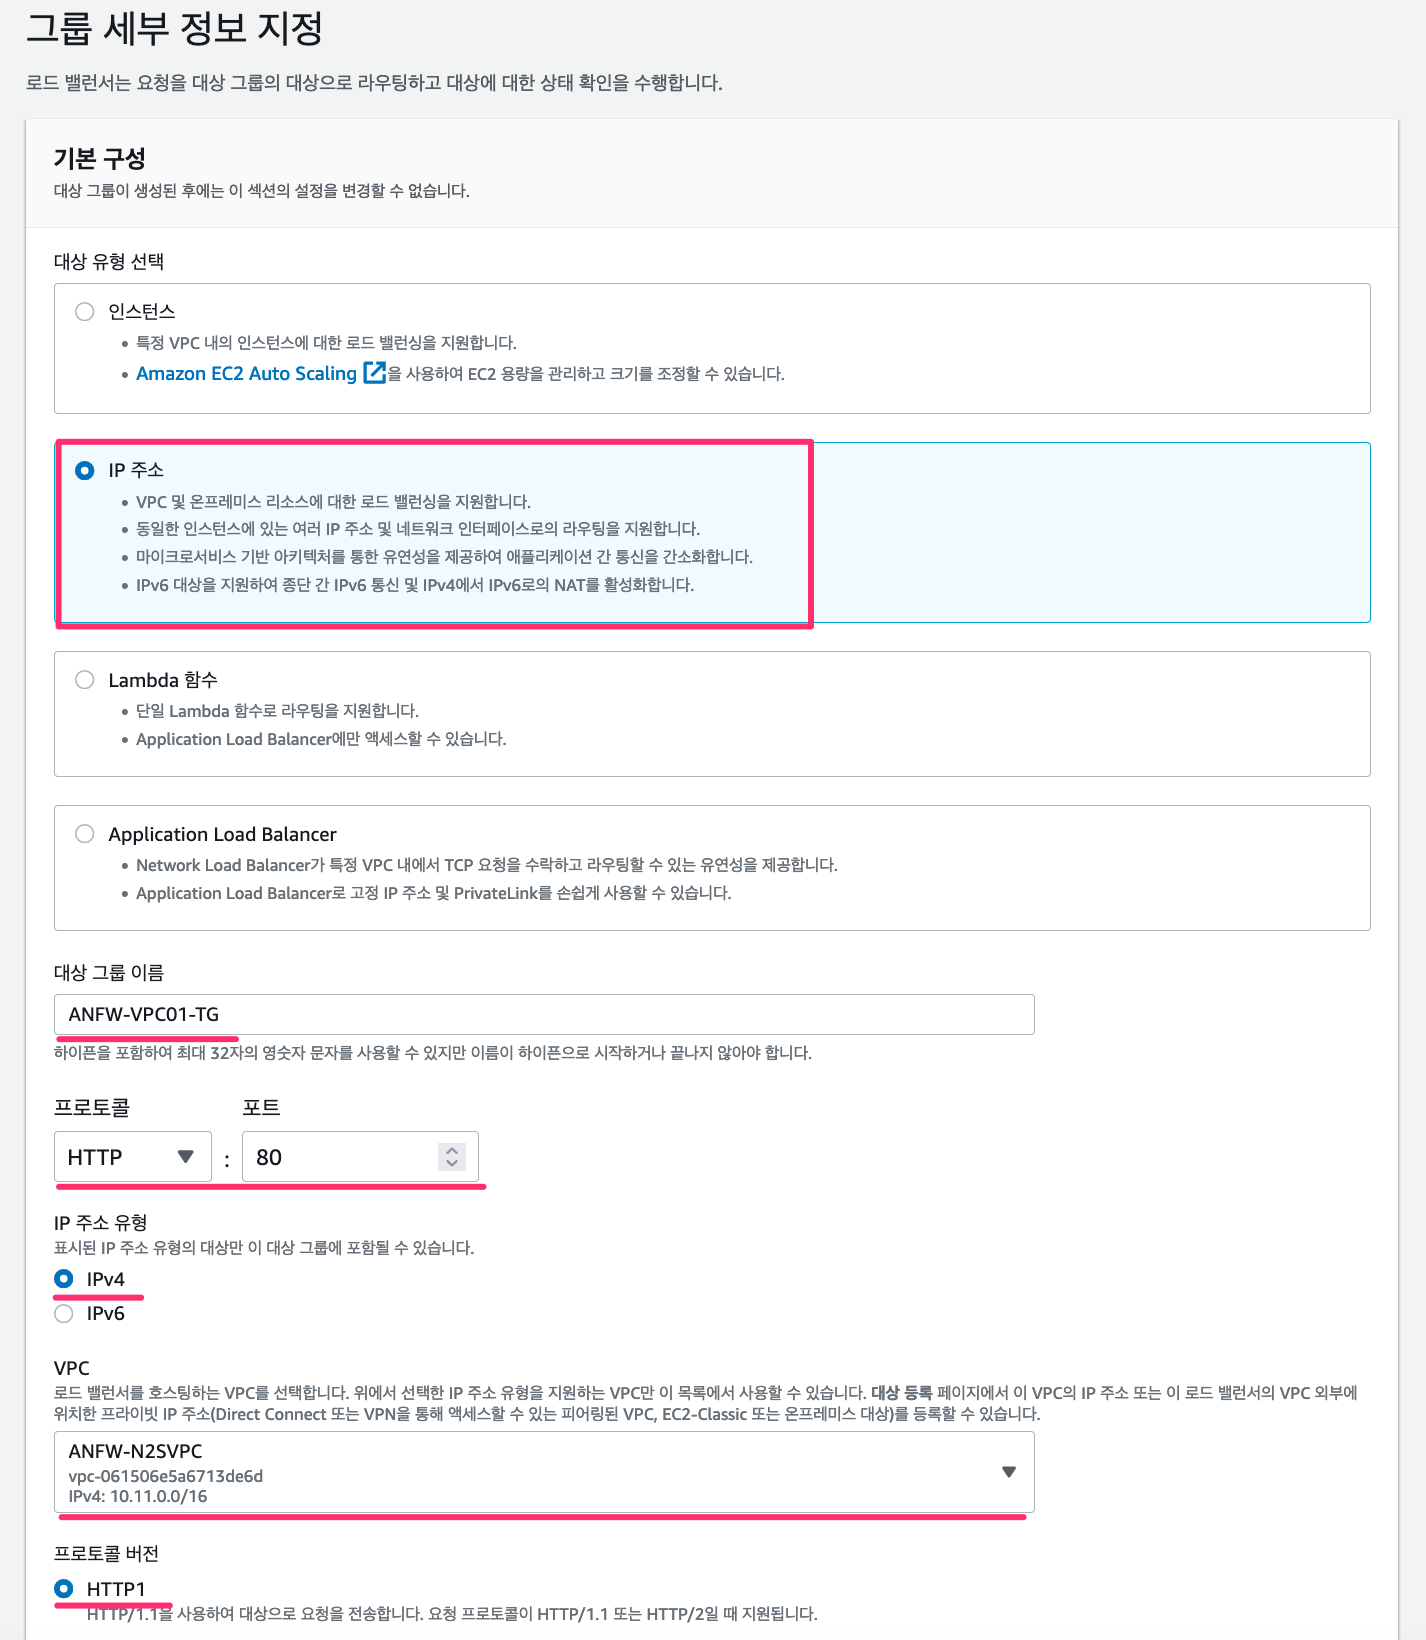 그룹 세부 정보 지정
로드 밸런서는 요청을 대상 그룹의 대상으로 라우팅하고 대상에 대한 상태 확인을 수행합니다.
기본 구성
대상 그룹이 생성된 후에는 이 섹션의 설정을 변경할 수 없습니다.
대상 유형 선택
인스턴스
특정 VPC 내의 인스턴스에 대한 로드 밸런싱을 지원합니다.
Amazon EC2 Auto Scaling 을 사용하여 EC2 용량을 관리하고 크기를 조정할 수 있습니다.
IP 주소
VPC 및 온프레미스 리소스에 대한 로드 밸런싱을 지원합니다.
동일한 인스턴스에 있는 여러 IP 주소 및 네트워크 인터페이스로의 라우팅을 지원합니다.
마이크로서비스 기반 아키텍처를 통한 유연성을 제공하여 애플리케이션 간 통신을 간소화합니다.
IPv6 대상을 지원하여 종단 간 IPv6 통신 및 IPv4에서 IPv6로의 NAT를 활성화합니다.
Lambda 함수
단일 Lambda 함수로 라우팅을 지원합니다.
Application Load Balancer에만 액세스할 수 있습니다.
Application Load Balancer
Network Load Balancer가 특정 VPC 내에서 TCP 요청을 수락하고 라우팅할 수 있는 유연성을 제공합니다.
Application Load Balancer로 고정 IP 주소 및 PrivateLink를 손쉽게 사용할 수 있습니다.
대상 그룹 이름
ANFW-VPC01-TG
하이픈을 포함하여 최대 32자의 영숫자 문자를 사용할 수 있지만 이름이 하이픈으로 시작하거나 끝나지 않아야 합니다.
프로토콜 포트
HTTP : 80
IP 주소 유형
표시된 IP 주소 유형의 대상만 이 대상 그룹에 포함될 수 있습니다.
IPv4
IPv6
VPC
로드 밸런서를 호스팅하는 VPC를 선택합니다. 위에서 선택한 IP 주소 유형을 지원하는 VPC만 이 목록에서 사용할 수 있습니다. 대상 등록 페이지에서 이 VPC의 IP 주소 또는 이 로드 밸런서의 VPC 외부에
위치한 프라이빗 IP 주소(Direct Connect 또는 VPN을 통해 액세스할 수 있는 피어링된 VPC, EC2-Classic 또는 온프레미스 대상)를 등록할 수 있습니다.
ANFW-N2SVPC
vpc-061506e5a6713de6d
IPv4: 10.11.0.0/16
프로토콜 버전
HTTP1
HTTP/1.1을 사용하여 대상으로 요청을 전송합니다. 요청 프로토콜이 HTTP/1.1 또는 HTTP/2일 때 지원됩니다.